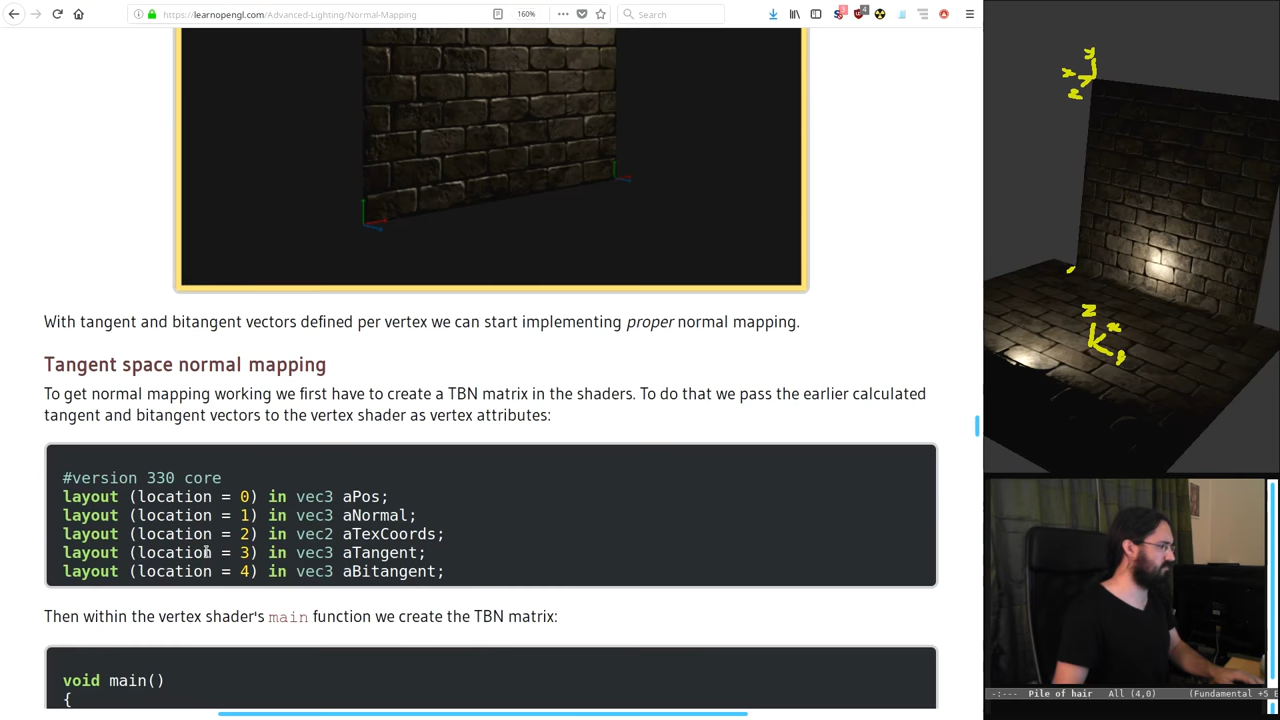 https://learnopengl.com/Advanced-Lighting/Normal-Mapping
160%
Search
5
4
With tangent and bitangent vectors defined per vertex we can start implementing proper normal mapping.
Tangent space normal mapping
To get normal mapping working we first have to create a TBN matrix in the shaders. To do that we pass the earlier calculated
tangent and bitangent vectors to the vertex shader as vertex attributes:
#version 330 core
layout (location = 0) in vec3 aPos;
layout (location = 1) in vec3 aNormal;
layout (location = 2) in vec2 aTexCoords;
layout (location = 3) in vec3 aTangent;
layout (location = 4) in vec3 aBitangent;
Then within the vertex shader's main function we create the TBN matrix:
void main()
{
y
x
z
z
x
y
-:--- Pile of hair All (4,0) (Fundamental +5 E